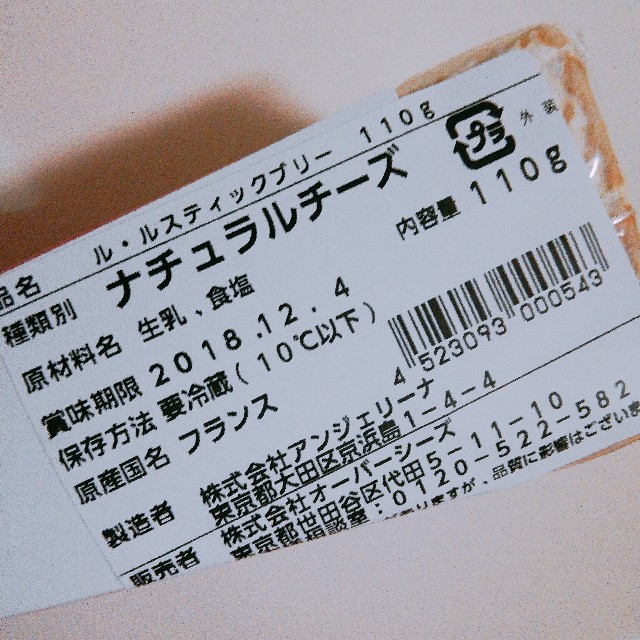 品名 ル・ルスティックブリー 110g
種類別 ナチュラルチーズ
プラ 外装
内容量 110g
原材料名 生乳、食塩
賞味期限 2018.12.4
保存方法 要冷蔵(10℃以下)
原産国名 フランス
4 523093 000543
製造者 株式会社アンジェリーナ
東京都大田区京浜島1-4-4
販売者 株式会社オーバーシーズ
東京都世田谷区代田5-11-10
:0120-522-582